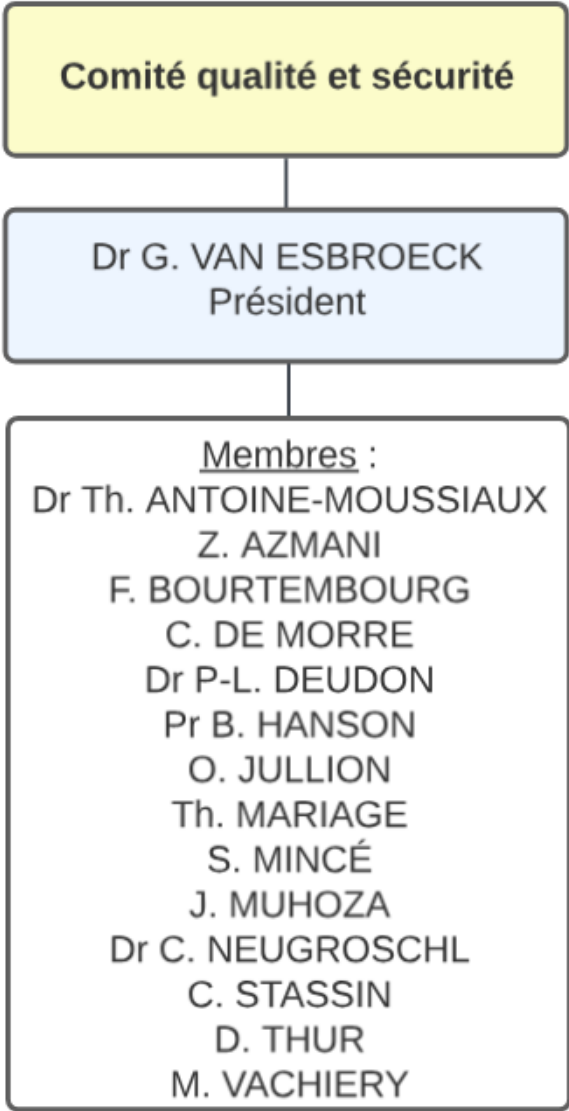 Comité qualité et sécurité
Dr G. VAN ESBROECK
Président
Membres :
Dr Th. ANTOINE-MOUSSIAUX
Z. AZMANI
F. BOURTEMBOURG
C. DE MORRE
Dr P-L. DEUDON
Pr B. HANSON
O. JULLION
Th. MARIAGE
S. MINCÉ
J. MUHOZA
Dr C. NEUGROSCHL
C. STASSIN
D. THUR
M. VACHIERY